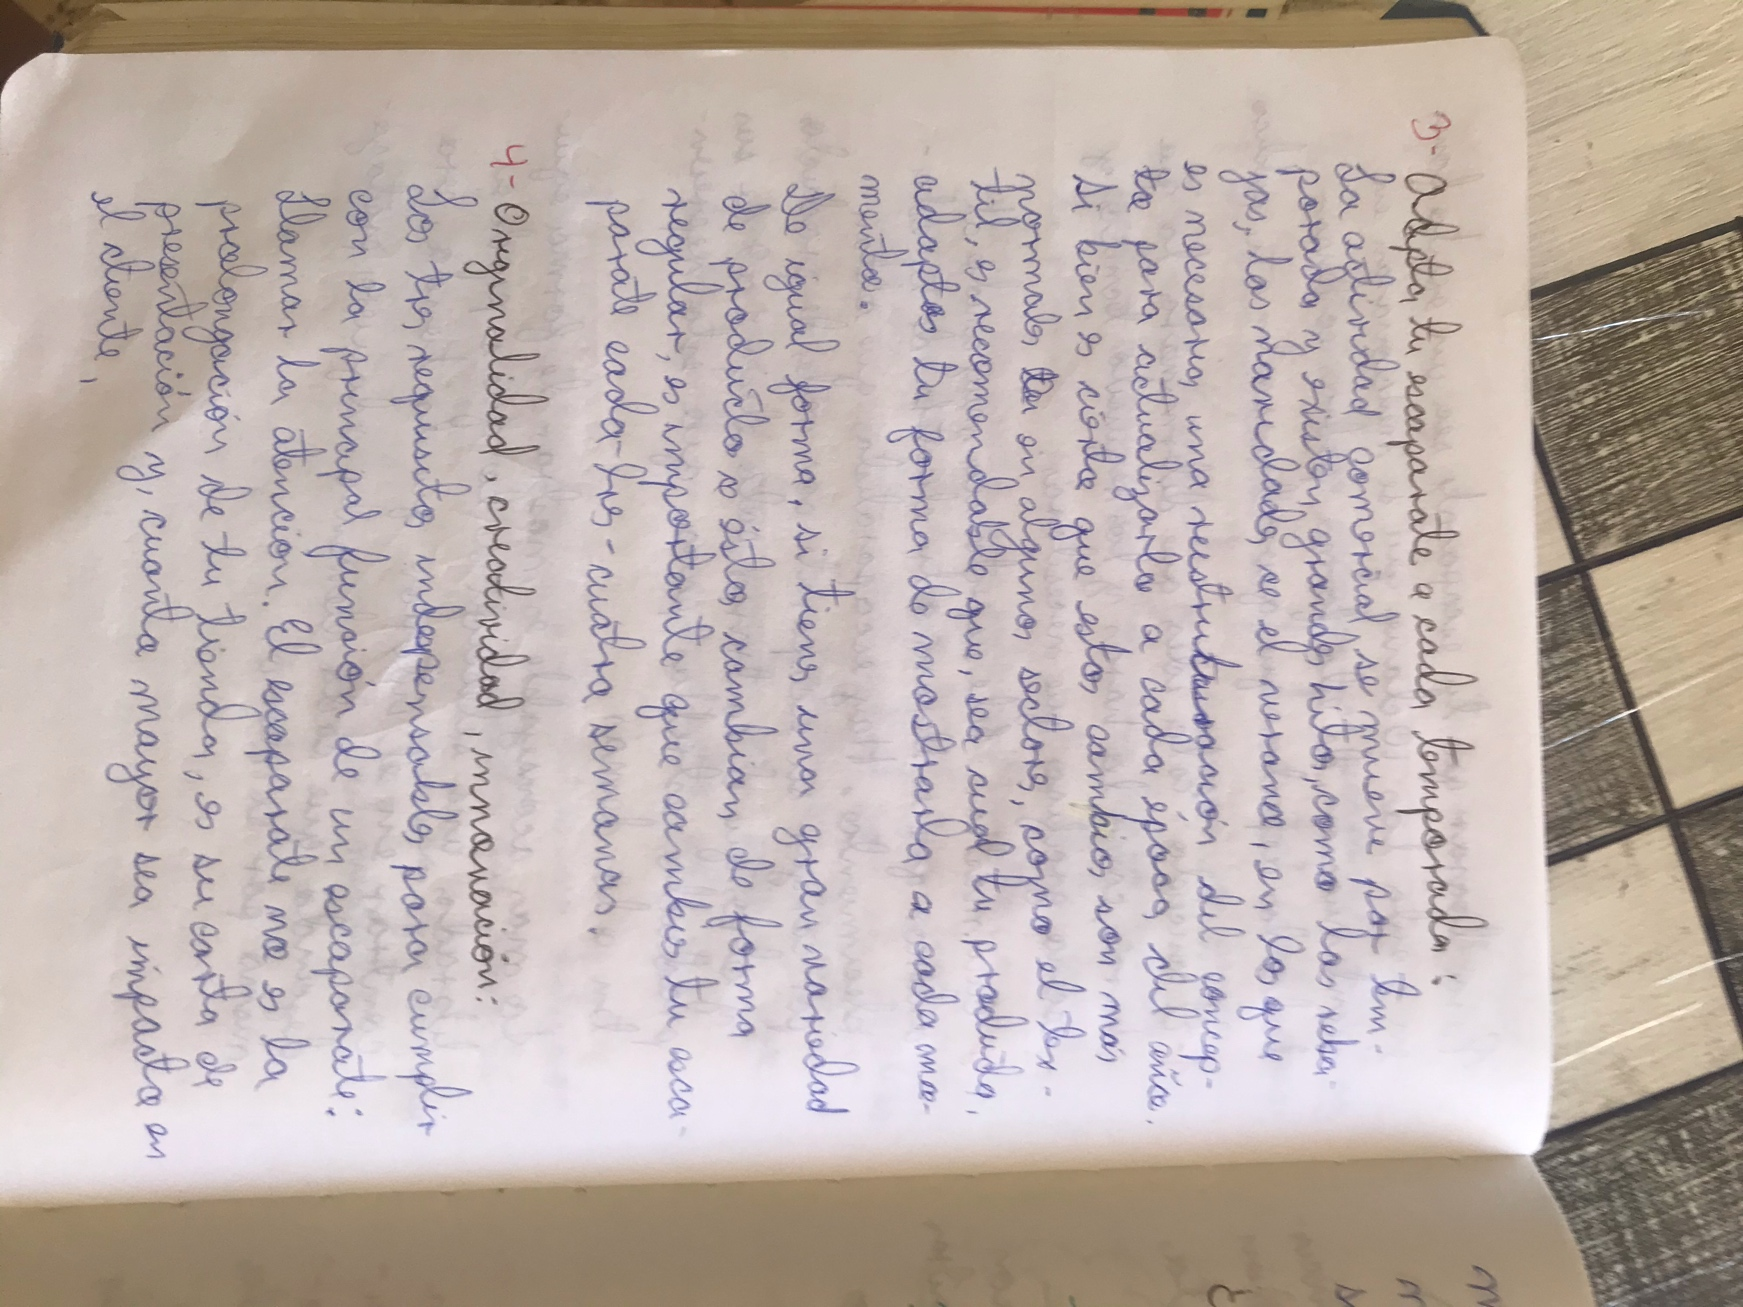 3- Adapta tu escaparate a cada temporada:
La actividad comercial se mueve por tem-
porada y existen grandes hitos, como las reba-
jas, las navidades o el verano, en los que
es necesaria una reestructuración del concep-
to para actualizarlo a cada época del año.
Si bien es cierto que estos cambios son más
normales en algunos sectores, como el tex-
til, es recomendable que, sea cual tu producto,
adaptes tu forma de mostrarlo a cada mo-
mento.
De igual forma, si tienes una gran variedad
de productos o éstos cambian de forma
regular, es importante que cambies tu esca-
parate cada tres-cuatro semanas.
4- Originalidad, creatividad, innovación:
Los tres requisitos indispensables para cumplir
con la principal función de un escaparate:
llamar la atención. El escaparate no es la
prolongación de tu tienda, es su carta de
presentación y, cuanto mayor sea impacto en
el cliente,